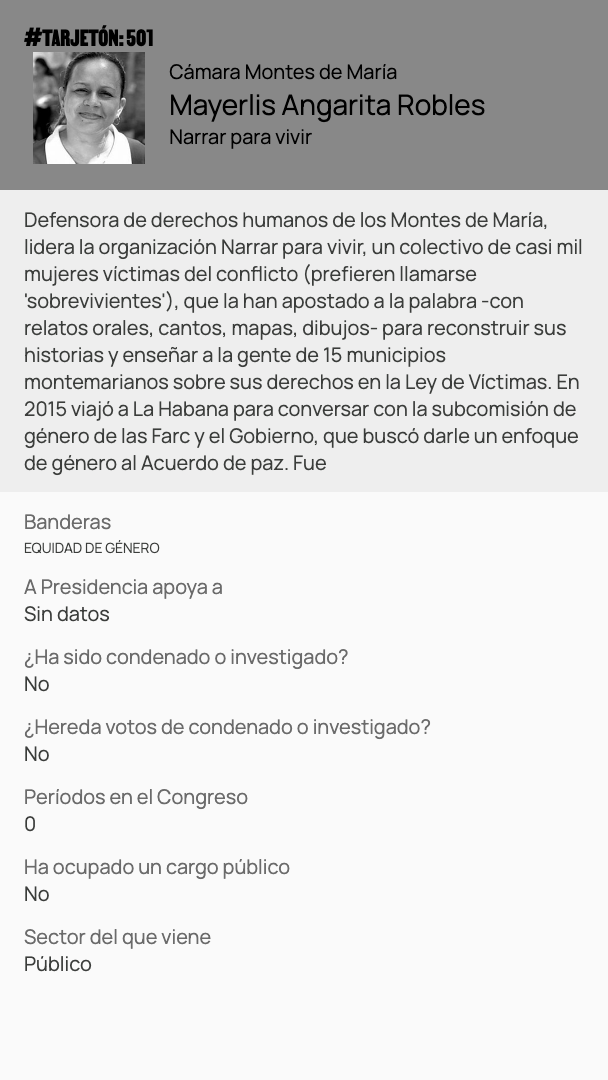 #TARJETÓN: 501
Cámara Montes de María
Mayerlis Angarita Robles
Narrar para vivir
Defensora de derechos humanos de los Montes de María,
lidera la organización Narrar para vivir, un colectivo de casi mil
mujeres víctimas del conflicto (prefieren llamarse
'sobrevivientes'), que la han apostado a la palabra -con
relatos orales, cantos, mapas, dibujos- para reconstruir sus
historias y enseñar a la gente de 15 municipios
montemarianos sobre sus derechos en la Ley de Víctimas. En
2015 viajó a La Habana para conversar con la subcomisión de
género de las Farc y el Gobierno, que buscó darle un enfoque
de género al Acuerdo de paz. Fue
Banderas
EQUIDAD DE GÉNERO
A Presidencia apoya a
Sin datos
¿Ha sido condenado o investigado?
No
¿Hereda votos de condenado o investigado?
No
Períodos en el Congreso
0
Ha ocupado un cargo público
No
Sector del que viene
Público